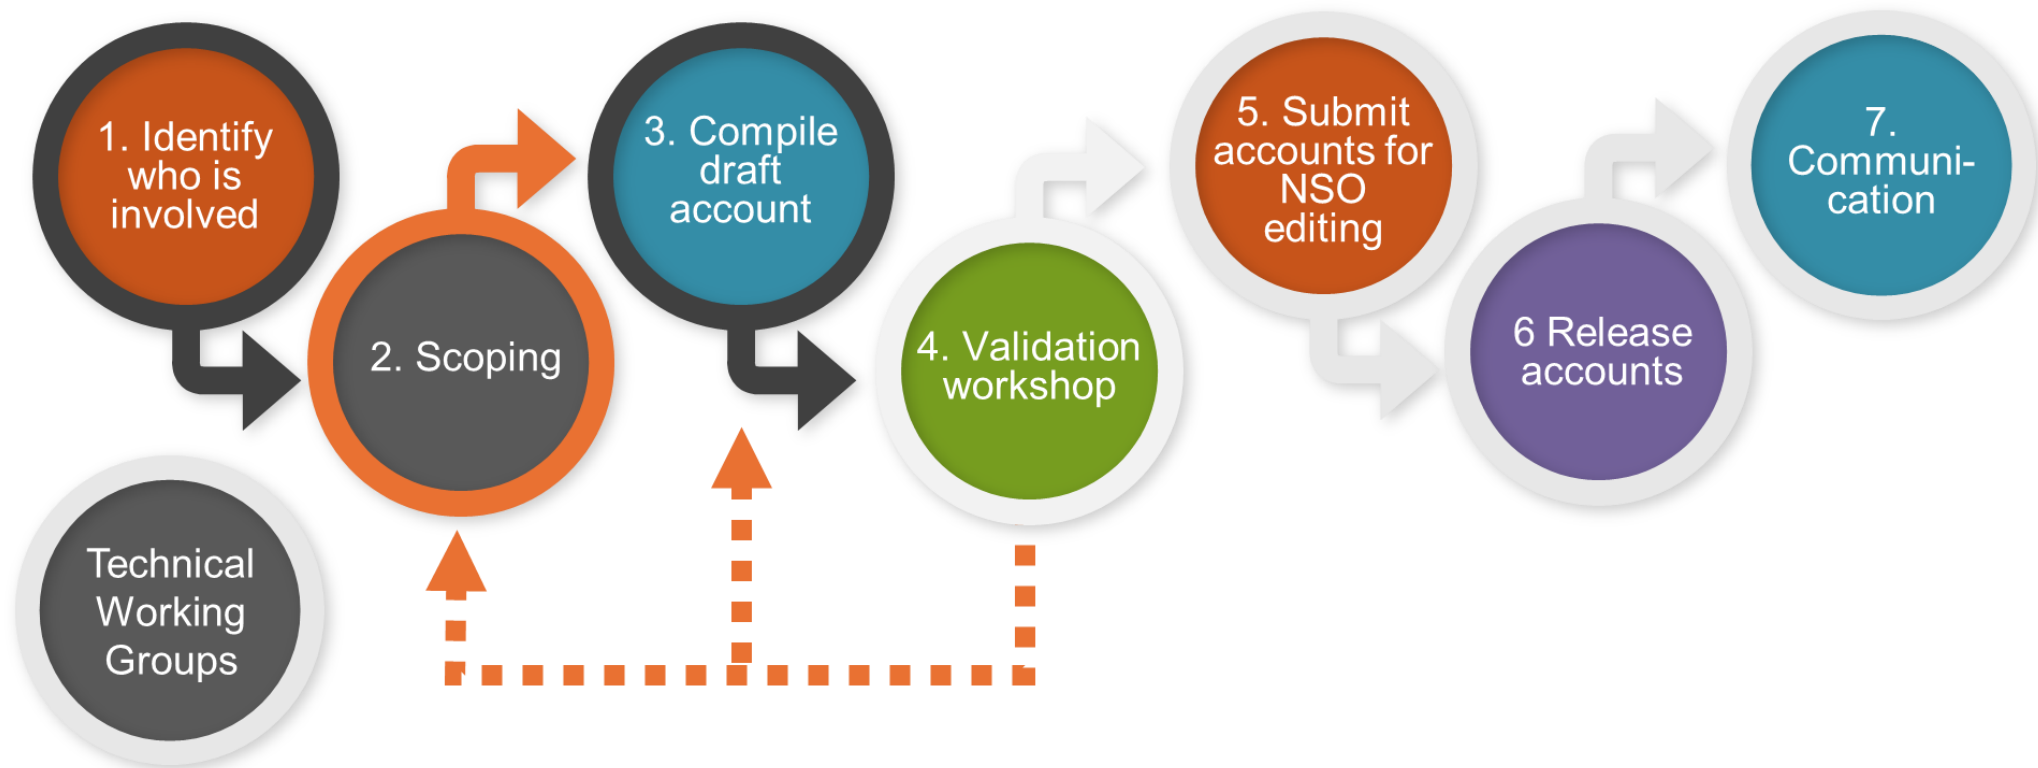 1. Identify
who is
involved
2. Scoping
3. Compile
draft
account
4. Validation
workshop
5. Submit
accounts for
NSO
editing
6 Release
accounts
7.
Communi-
cation
Technical
Working
Groups